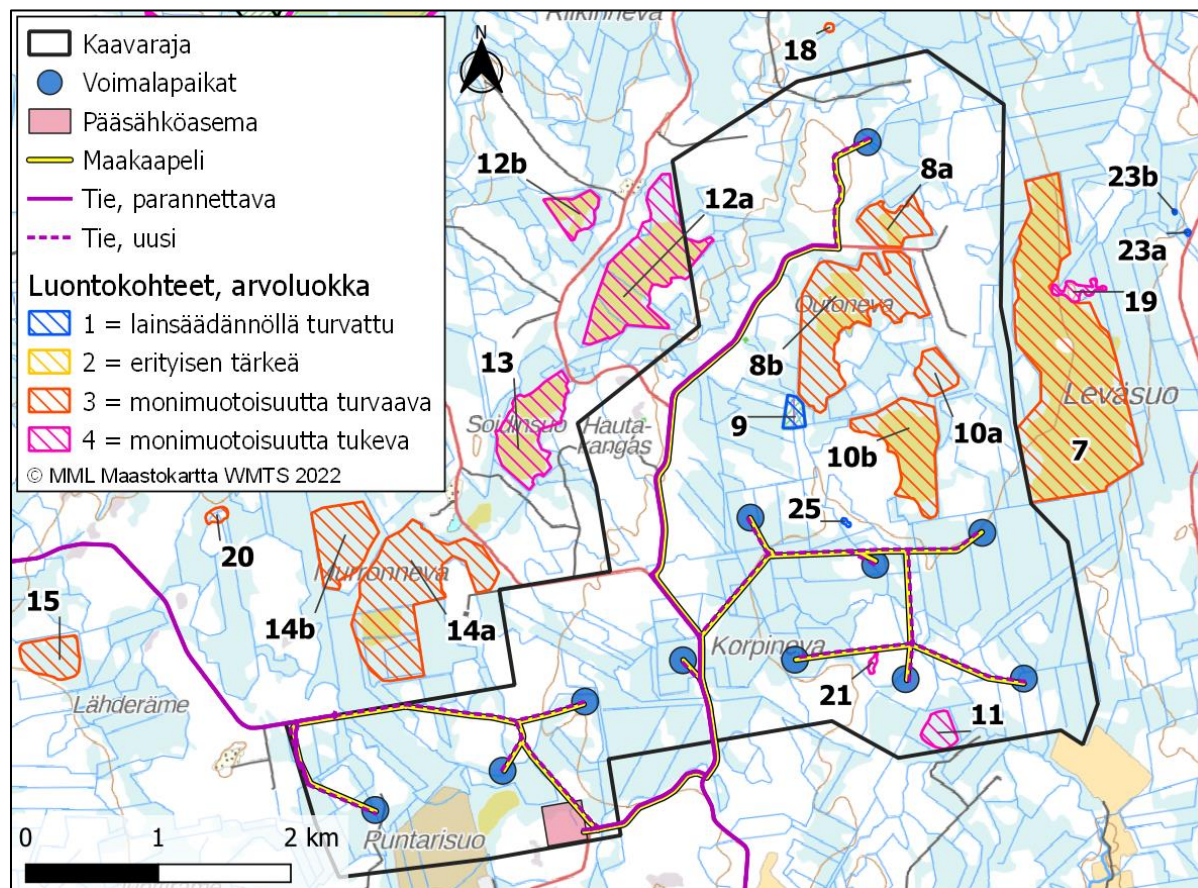 Kaavaraja
Voimalapaikat
Pääsähköasema
Maakaapeli
Tie, parannettava
Tie, uusi
Luontokohteet, arvoluokka
1 = lainsäädännöllä turvattu
2 = erityisen tärkeä
3 = monimuotoisuutta turvaava
4 = monimuotoisuutta tukeva
© MML Maastokartta WMTS 2022
N
18
12b
12a
8a
23b
23a
19
Outoneva
13
8b
Leväsuo
Soidinsuo
Hauta-
kangas
9
10a
10b
7
25
20
Murronneva
15
14b
14a
Korpineva
21
11
Lähderäme
Puntarisuo
0
1
2 km